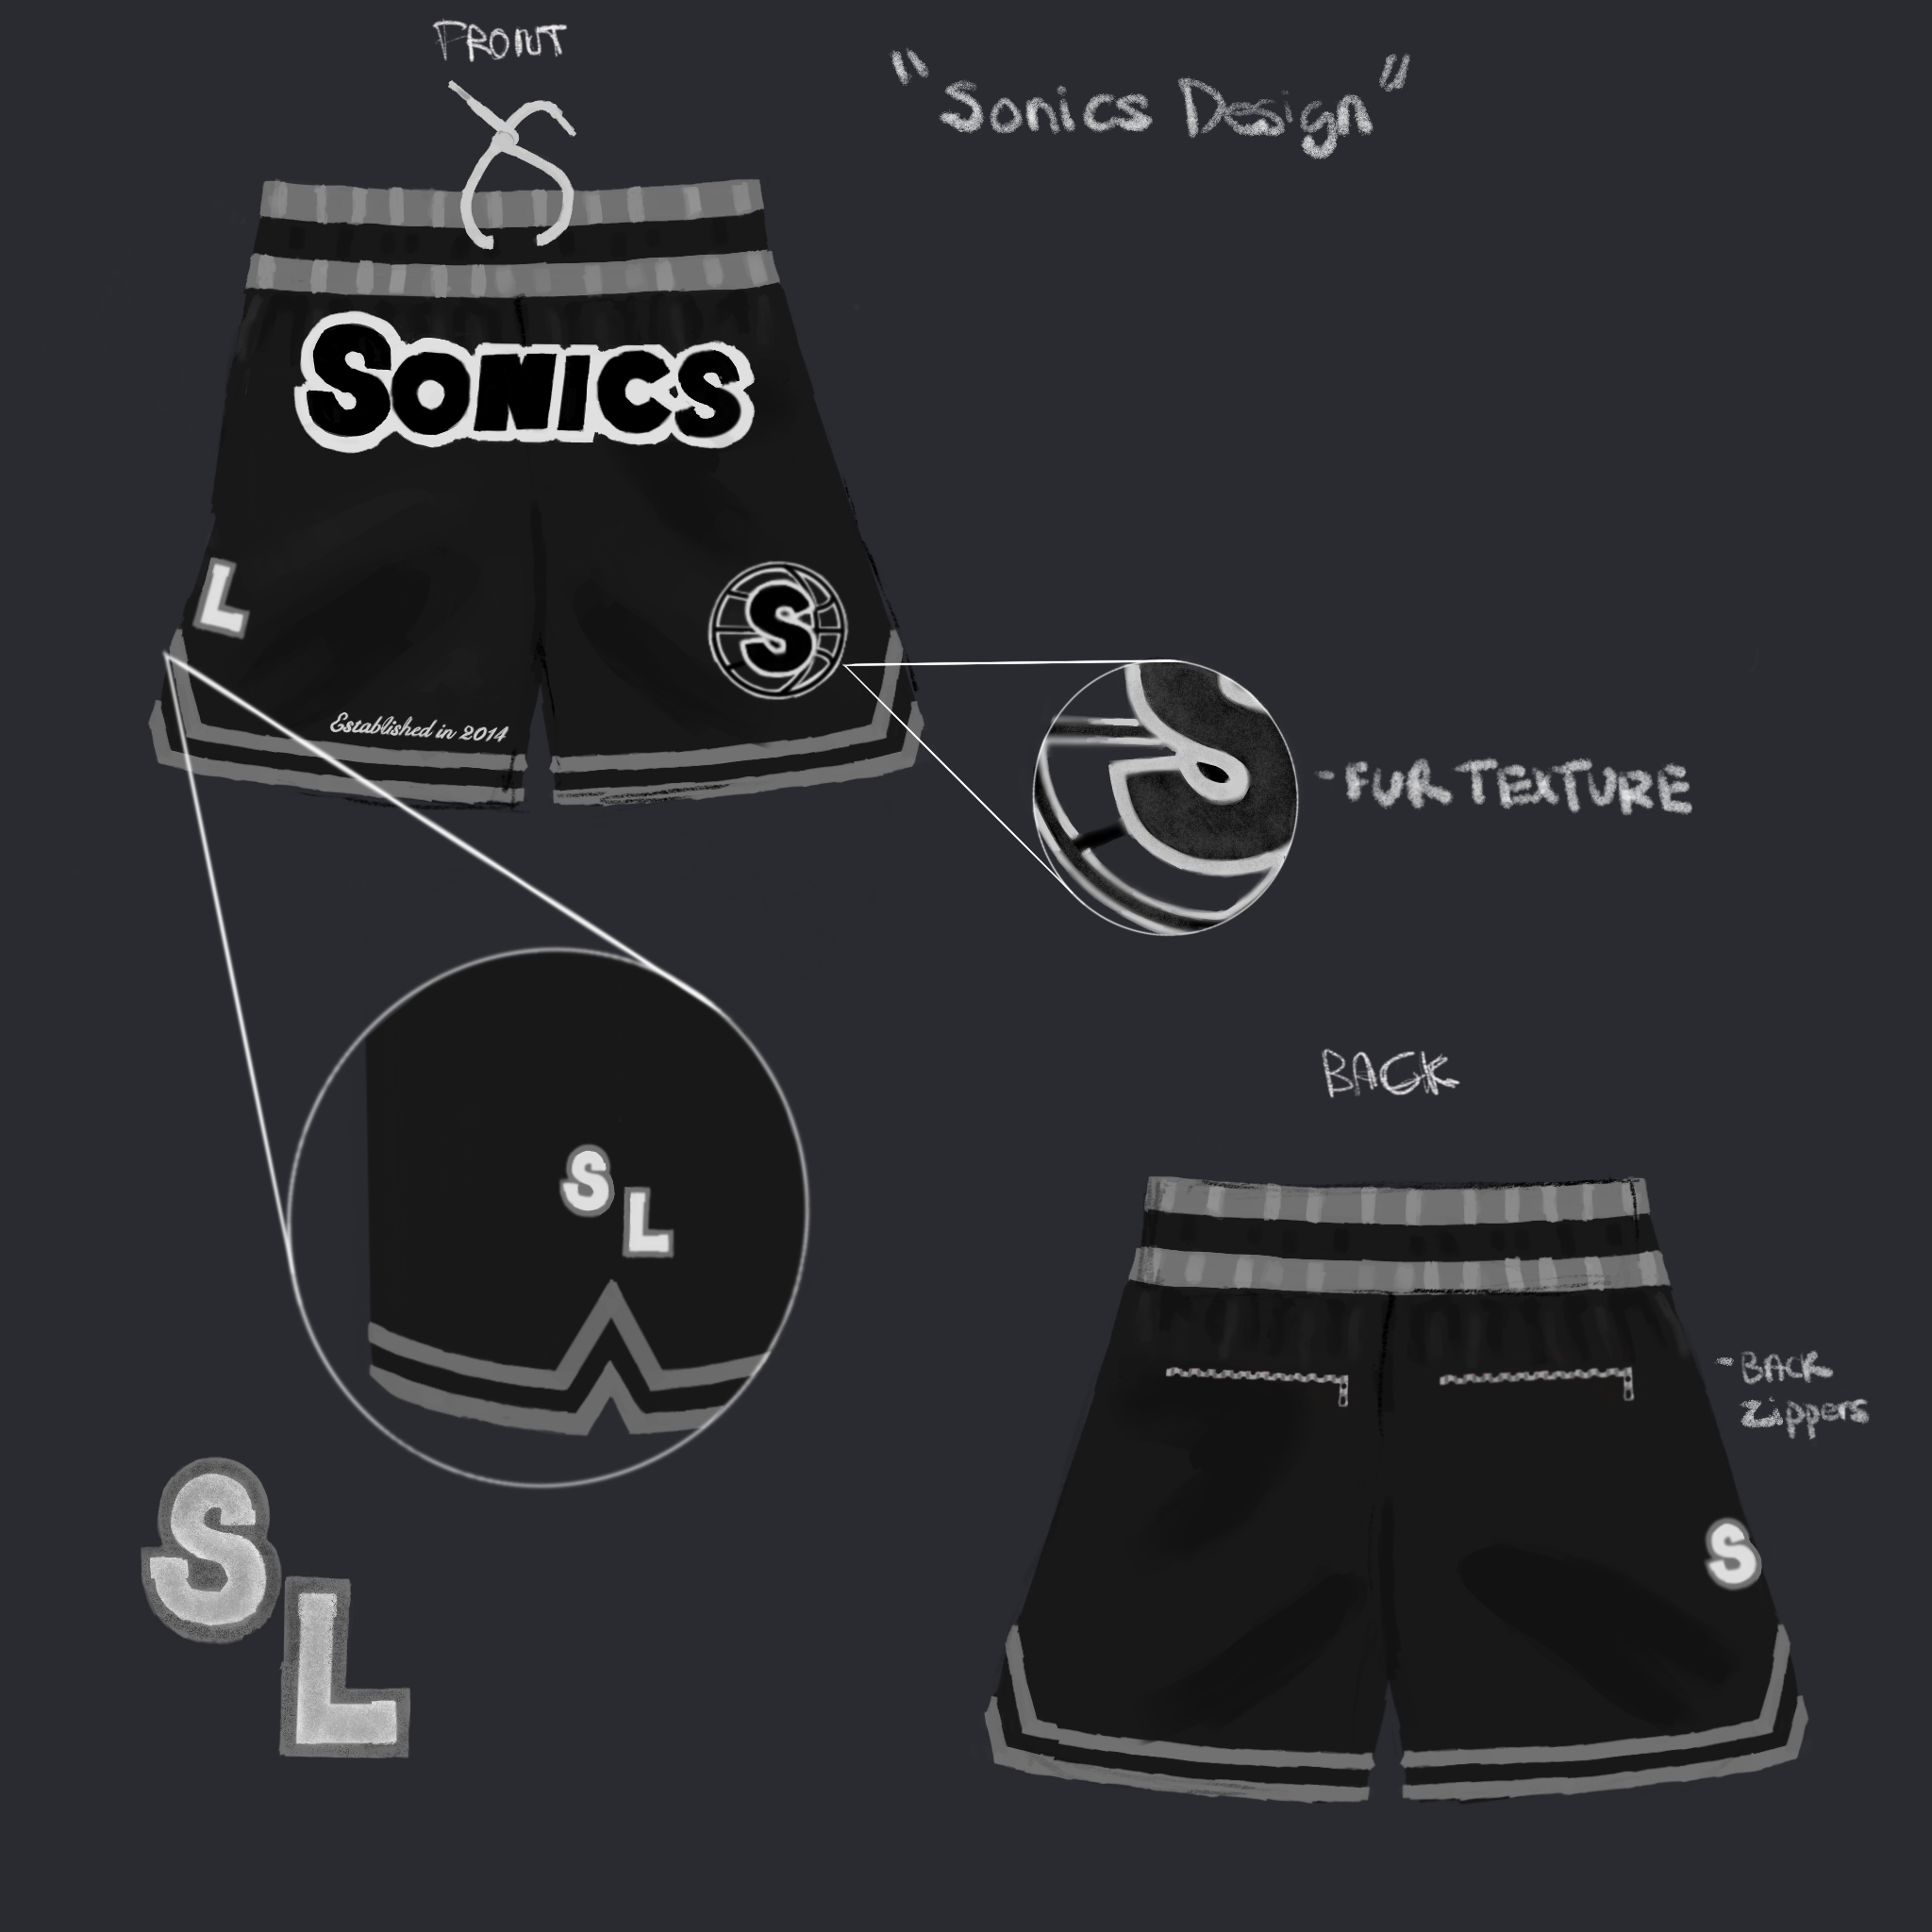 FRONT
"Sonics Design"
SONICS
L
S
Established in 2014
-FUR TEXTURE
S
L
BACK
-BACK
Zippers
S
S
L